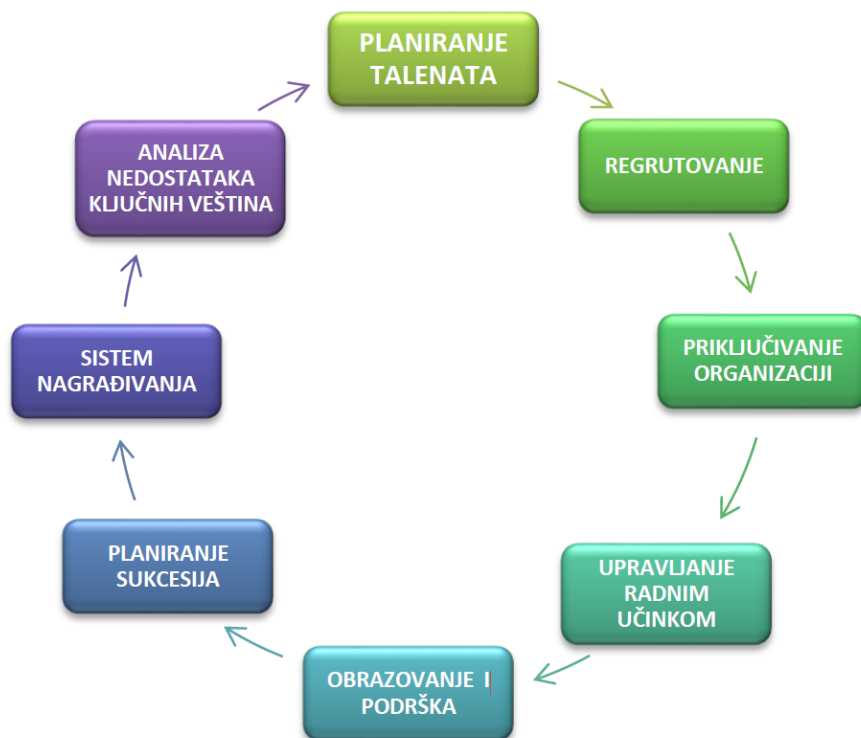 PLANIRANJE
TALENATA
REGRUTOVANJE
PRIKLJUČIVANJE
ORGANIZACIJI
UPRAVLJANJE
RADNIM
UČINKOM
OBRAZOVANJE I
PODRŠKA
PLANIRANJE
SUKCESIJA
SISTEM
NAGRAĐIVANJA
ANALIZA
NEDOSTATAKA
KLJUČNIH VEŠTINA